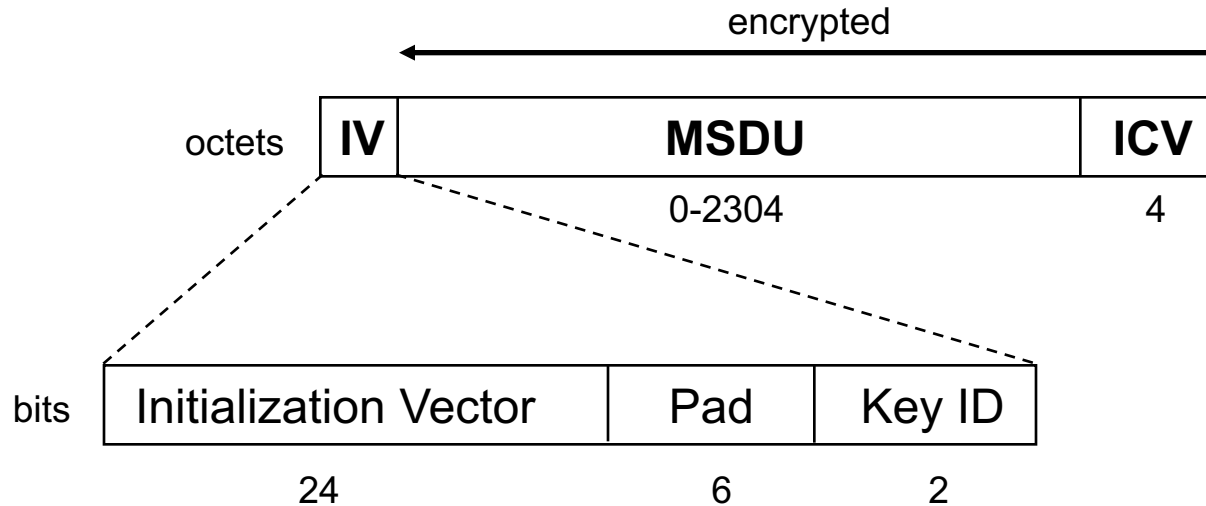 encrypted
octets IV MSDU ICV
0-2304 4
bits Initialization Vector Pad Key ID
24 6 2